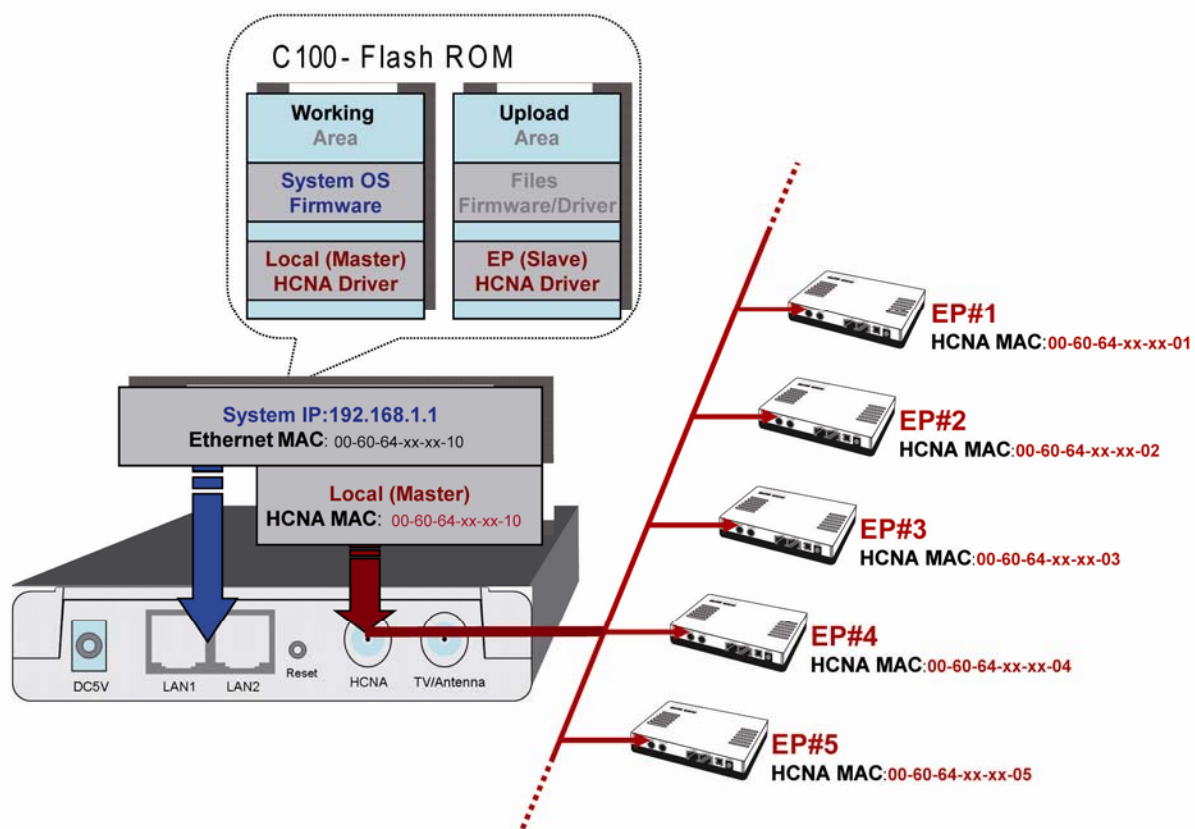 C100- Flash ROM
Working
Area
System OS
Firmware
Local (Master)
HCNA Driver
Upload
Area
Files
Firmware/Driver
EP (Slave)
HCNA Driver
System IP:192.168.1.1
Ethernet MAC: 00-60-64-xx-xx-10
Local (Master)
HCNA MAC: 00-60-64-xx-xx-10
DC5V
LAN1
LAN2
Reset
HCNA
TV/Antenna
EP#1
HCNA MAC:00-60-64-xx-xx-01
EP#2
HCNA MAC:00-60-64-xx-xx-02
EP#3
HCNA MAC:00-60-64-xx-xx-03
EP#4
HCNA MAC:00-60-64-xx-xx-04
EP#5
HCNA MAC:00-60-64-xx-xx-05